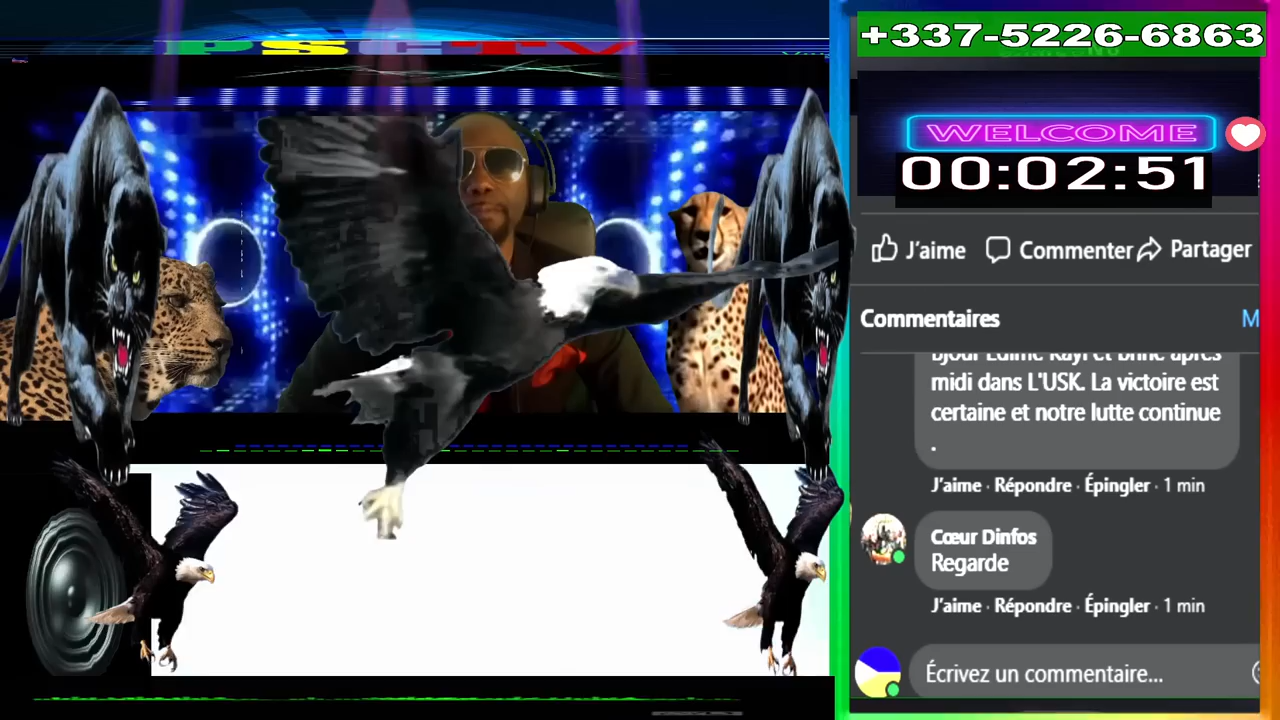 PSCTV
+337-5226-6863
WELCOME
00:02:51
J'aime Commenter Partager
Commentaires M
midi dans L'USK. La victoire est
certaine et notre lutte continue
.
J'aime · Répondre · Épingler · 1 min
Cœur Dinfos
Regarde
J'aime · Répondre · Épingler · 1 min
Écrivez un commentaire...